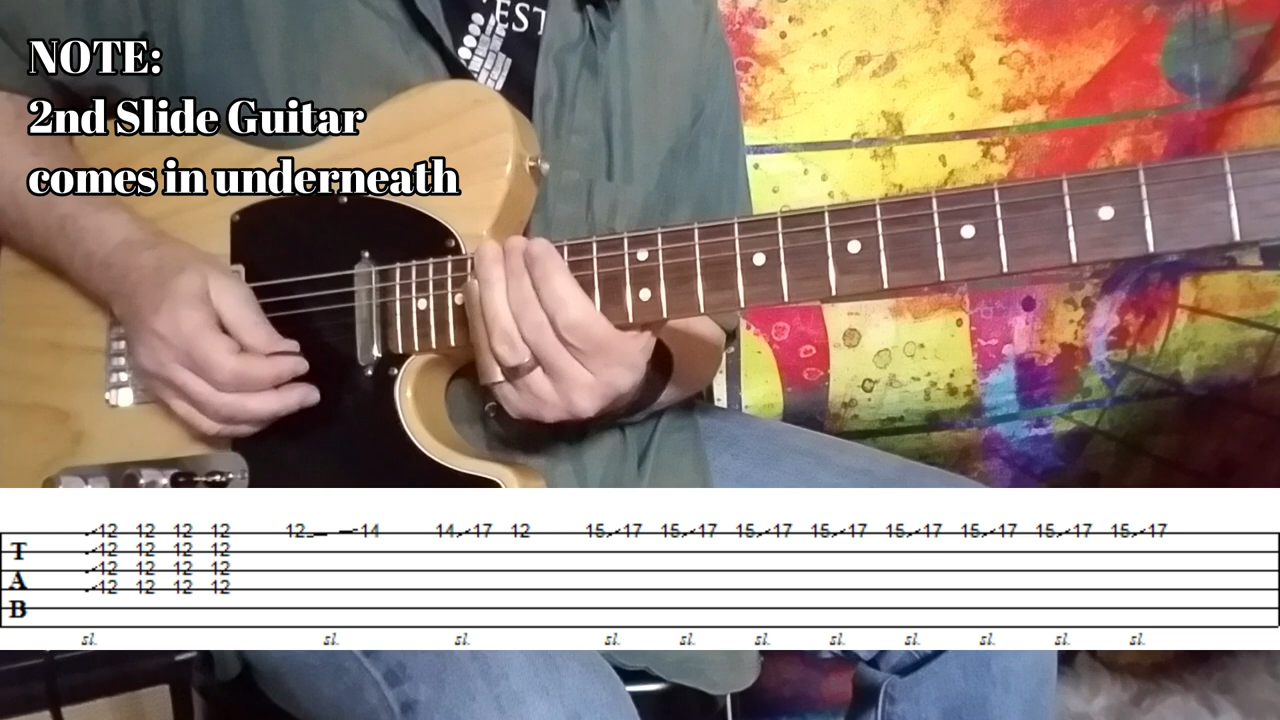 NOTE:
2nd Slide Guitar
comes in underneath
EST
12 12 12 12 12 14 14 17 12 15 17 15 17 15 17 15 17 15 17 15 17 15 17 15 17
T 12 12 12 12
12 12 12 12
A 12 12 12 12
B
sl. sl. sl. sl. sl. sl. sl. sl. sl. sl. sl.